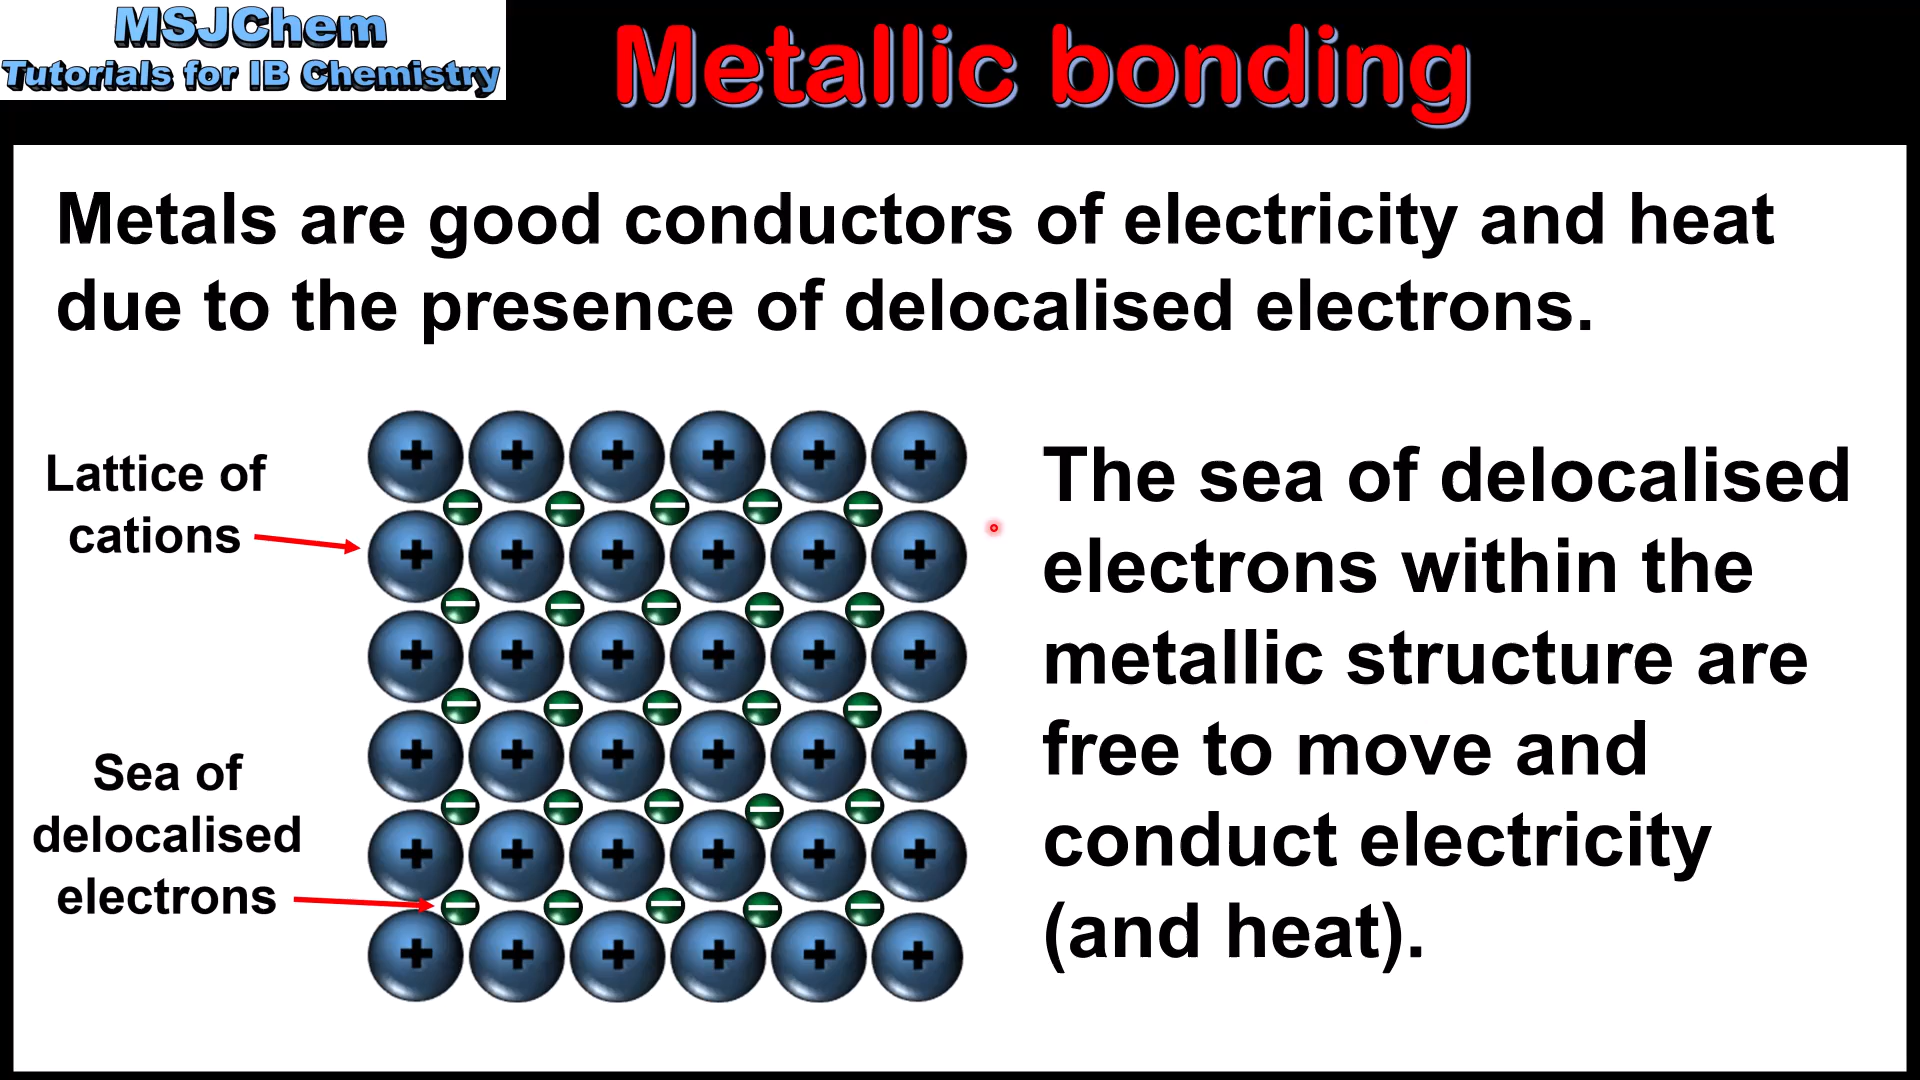 MSJChem
Tutorials for IB Chemistry
Metallic bonding
Metals are good conductors of electricity and heat
due to the presence of delocalised electrons.
Lattice of
cations
Sea of
delocalised
electrons
+ + + + + +
− − − − −
+ + + + + +
− − − − −
+ + + + + +
− − − − −
+ + + + + +
− − − − −
+ + + + + +
− − − − −
+ + + + + +
The sea of delocalised
electrons within the
metallic structure are
free to move and
conduct electricity
(and heat).